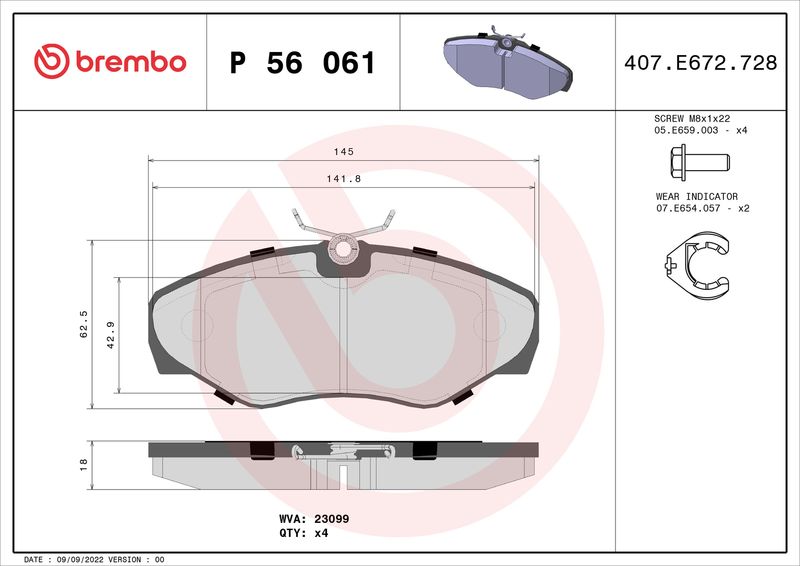 brembo
P 56 061
407.E672.728
SCREW M8x1x22
05.E659.003 - x4
WEAR INDICATOR
07.E654.057 - x2
145
141.8
62.5
42.9
18
WVA: 23099
QTY: x4
DATE : 09/09/2022 VERSION : 00